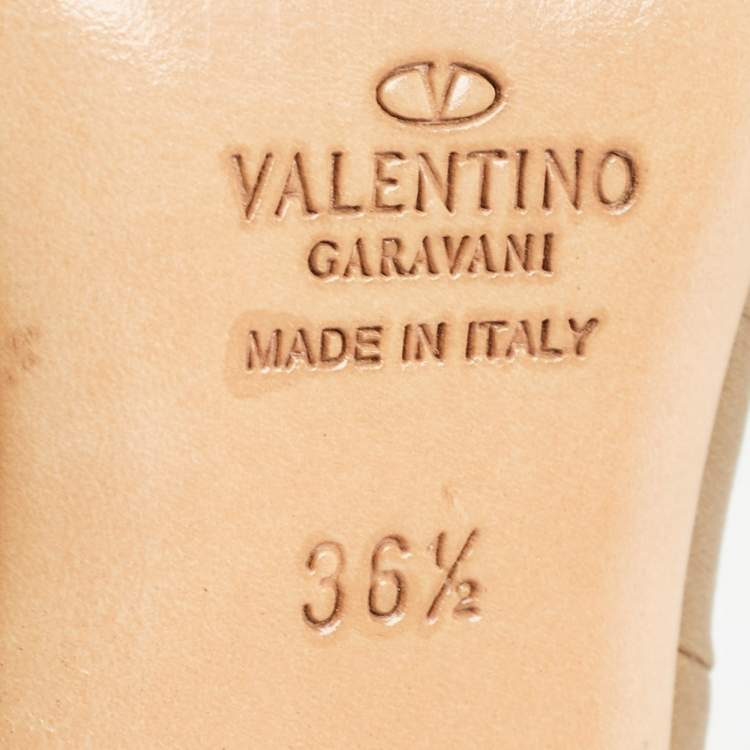 V
VALENTINO
GARAVANI
MADE IN ITALY
36½